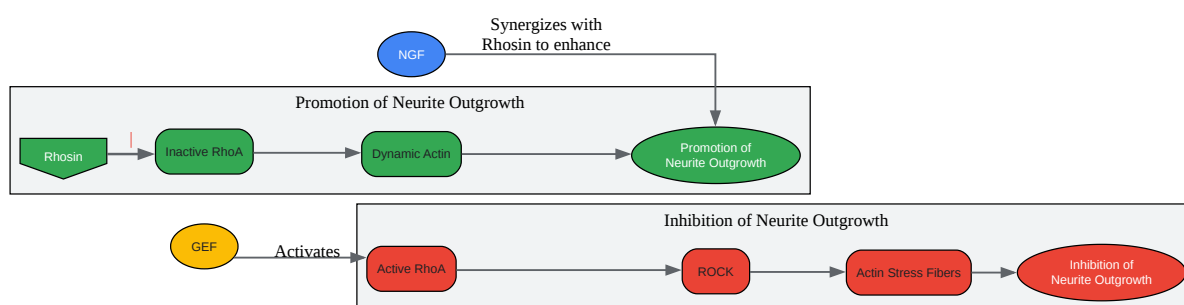 Synergizes with
Rhosin to enhance
NGF
Promotion of Neurite Outgrowth
Rhosin
Inactive RhoA
Dynamic Actin
Promotion of
Neurite Outgrowth
Inhibition of Neurite Outgrowth
GEF
Activates
Active RhoA
ROCK
Actin Stress Fibers
Inhibition of
Neurite Outgrowth